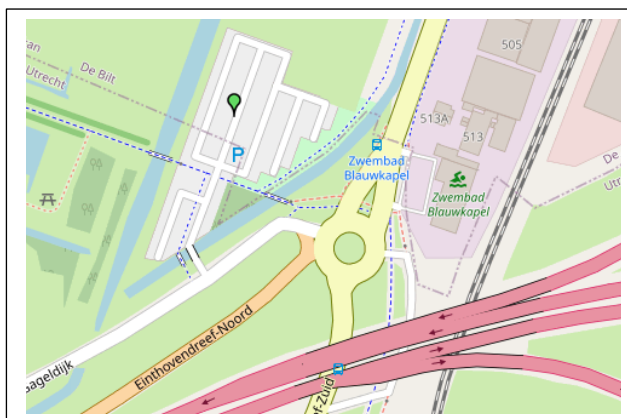 505
De Bilt
Utrecht
513A
513
P
Zwembad
Blauwkapel
Zwembad
Blauwkapel
De
Einthovendreef-Noord